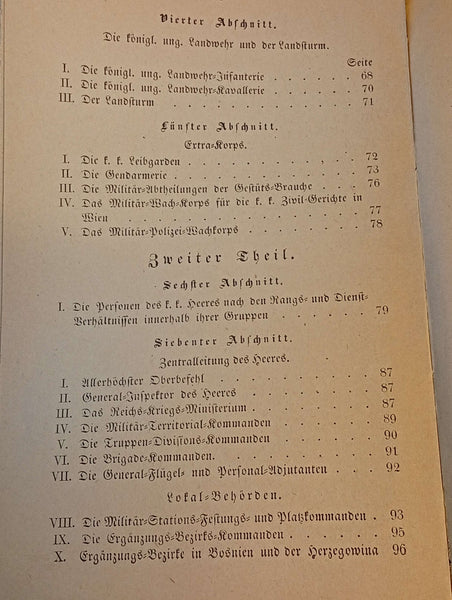 Vierter Abschnitt.
Die königl. ung. Landwehr und der Landsturm.
Seite
I. Die königl. ung. Landwehr-Infanterie . . . . . . 68
II. Die königl. ung. Landwehr-Kavallerie . . . . . . 70
III. Der Landsturm . . . . . . . . . . 71
Fünfter Abschnitt.
Extra-Korps.
I. Die k. k. Leibgarden . . . . . . . . . 72
II. Die Gendarmerie . . . . . . . . . . 73
III. Die Militär-Abtheilungen der Gestüts-Branche . . . . 76
IV. Das Militär-Wach-Korps für die k. k. Zivil-Gerichte in
Wien . . . . . . . . . . . . 77
V. Das Militär-Polizei-Wachkorps . . . . . . . 78
Zweiter Theil.
Sechster Abschnitt.
I. Die Personen des k. k. Heeres nach den Rangs- und Dienst-
Verhältnissen innerhalb ihrer Gruppen . . . . . 79
Siebenter Abschnitt.
Zentralleitung des Heeres.
I. Allerhöchster Oberbefehl . . . . . . . . 87
II. General-Inspektor des Heeres . . . . . . . 87
III. Das Reichs-Kriegs-Ministerium . . . . . . . 87
IV. Die Militär-Territorial-Kommanden . . . . . . 89
V. Die Truppen-Divisions-Kommanden . . . . . . 90
VI. Die Brigade-Kommanden. . . . . . . . . 91
VII. Die General-Flügel- und Personal-Adjutanten . . . . 92
Lokal-Behörden.
VIII. Die Militär-Stations-Festungs- und Platzkommanden . . 93
IX. Die Ergänzungs-Bezirks-Kommanden . . . . . . 95
X. Ergänzungs-Bezirke in Bosnien und der Herzegowina 96